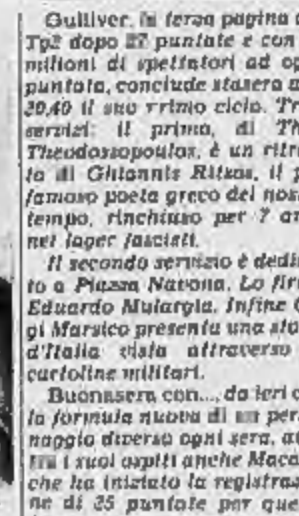 Gulliver, la terza pagina d
Tg2 dopo 27 puntate e con
milioni di spettatori ad og
puntata, conclude stasera a
20,40 il suo rrimo ciclo. Tr
servizi: il primo, di Th
Theodossopoulos, è un ritra
to di Ghiannis Ritsos, il p
famoso poeta greco del nos
tempo, rinchiuso per 7 an
nei lager fascisti.
Il secondo servizio è dedi
to a Piazza Navona. Lo fir
Eduardo Mulargia. Infine
gi Marsico presenta una sto
d'Italia vista attraverso
cartoline militari.
Buonasera con..., da ieri c
la formula nuova di un per
naggio diverso ogni sera, a
tra i suoi ospiti anche Maca
che ha iniziato la registraz
ne di 25 puntate per que